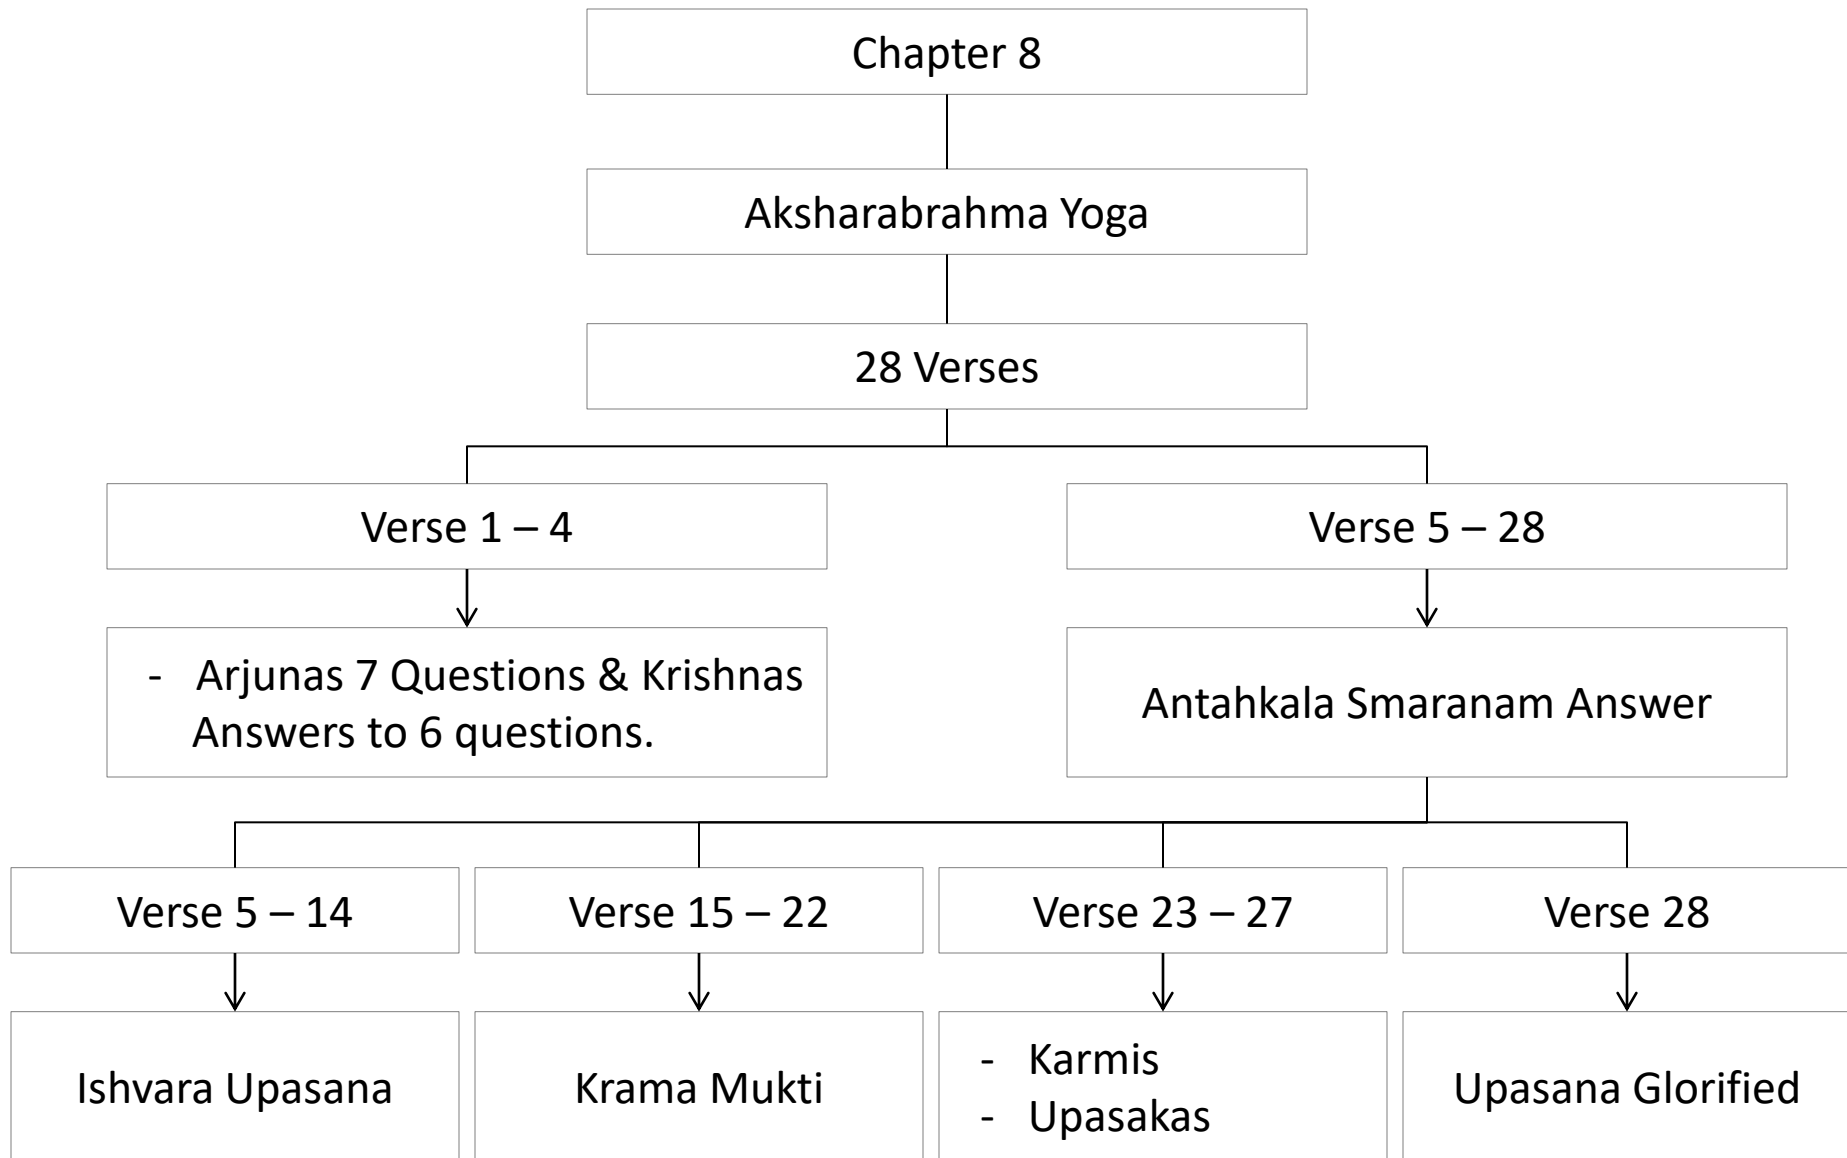 Chapter 8
Aksharabrahma Yoga
28 Verses
Verse 1 – 4
Verse 5 – 28
- Arjunas 7 Questions & Krishnas
Answers to 6 questions.
Antahkala Smaranam Answer
Verse 5 – 14
Verse 15 – 22
Verse 23 – 27
Verse 28
Ishvara Upasana
Krama Mukti
- Karmis
- Upasakas
Upasana Glorified